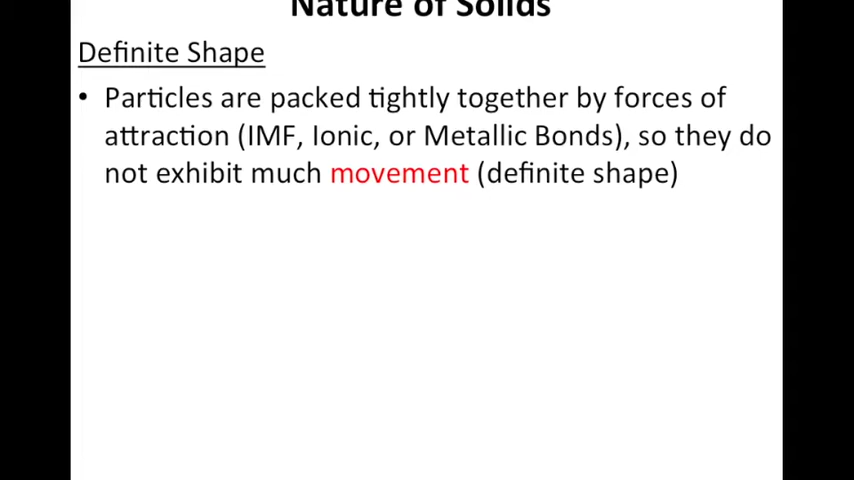 Nature of Solids
Definite Shape
• Particles are packed tightly together by forces of
attraction (IMF, Ionic, or Metallic Bonds), so they do
not exhibit much movement (definite shape)